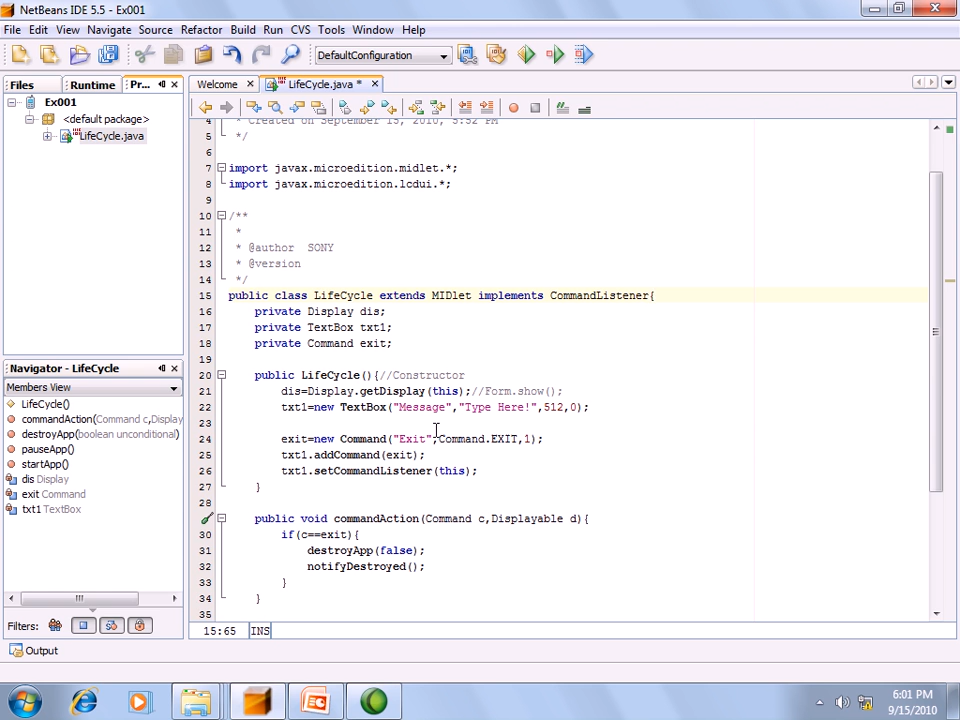 NetBeans IDE 5.5 - Ex001
File Edit View Navigate Source Refactor Build Run CVS Tools Window Help
DefaultConfiguration
Files Runtime Pr...
Welcome LifeCycle.java *
Ex001
<default package>
LifeCycle.java
4 * Created on September 15, 2010, 5:52 PM
5 */
6
7 import javax.microedition.midlet.*;
8 import javax.microedition.lcdui.*;
9
10 /**
11 *
12 * @author SONY
13 * @version
14 */
15 public class LifeCycle extends MIDlet implements CommandListener{
16 private Display dis;
17 private TextBox txt1;
18 private Command exit;
19
20 public LifeCycle(){//Constructor
21 dis=Display.getDisplay(this);//Form.show();
22 txt1=new TextBox("Message","Type Here!",512,0);
23
24 exit=new Command("Exit",Command.EXIT,1);
25 txt1.addCommand(exit);
26 txt1.setCommandListener(this);
27 }
28
public void commandAction(Command c,Displayable d){
30 if(c==exit){
31 destroyApp(false);
32 notifyDestroyed();
33 }
34 }
35
15:65 INS
Navigator - LifeCycle
Members View
LifeCycle()
commandAction(Command c,Display
destroyApp(boolean unconditional)
pauseApp()
startApp()
dis Display
exit Command
txt1 TextBox
Filters:
Output
6:01 PM
9/15/2010